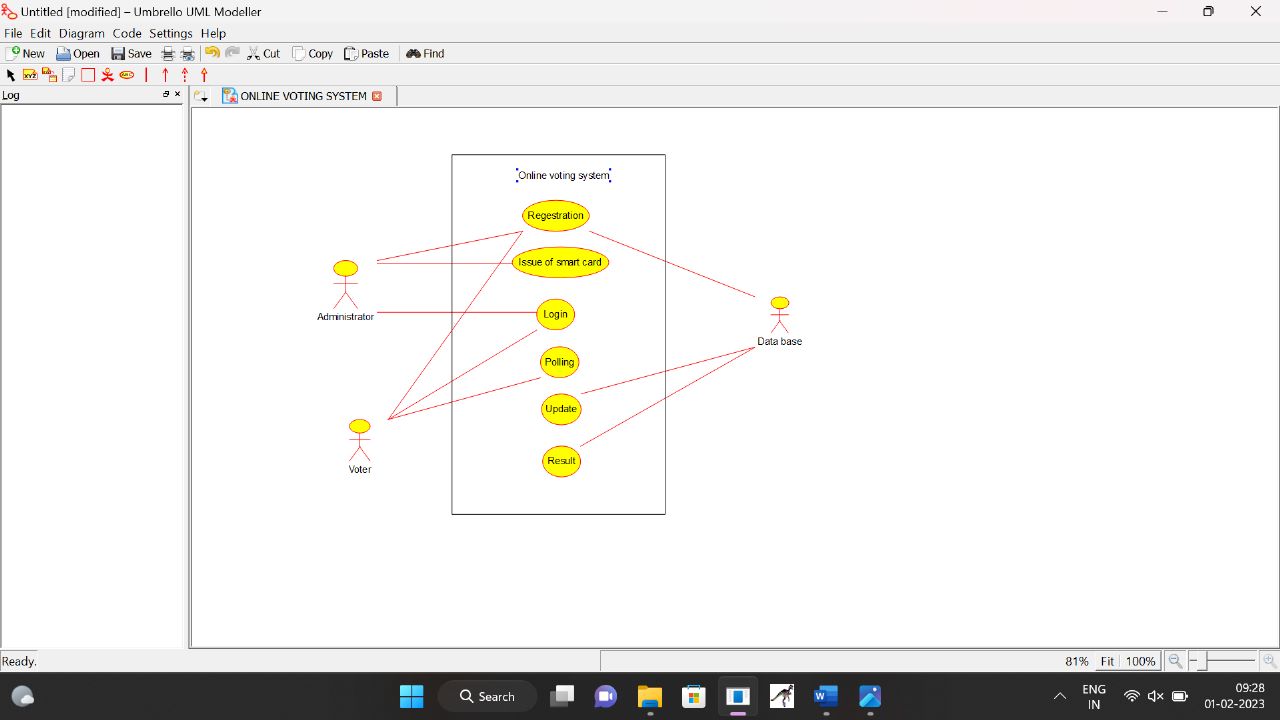 Untitled [modified] – Umbrello UML Modeller
File Edit Diagram Code Settings Help
New Open Save Cut Copy Paste Find
XYZ ABC
Log
ONLINE VOTING SYSTEM
Online voting system
Regestration
Issue of smart card
Administrator
Login
Data base
Polling
Update
Voter
Result
Ready.
81% Fit 100%
Search
ENG
IN
09:28
01-02-2023